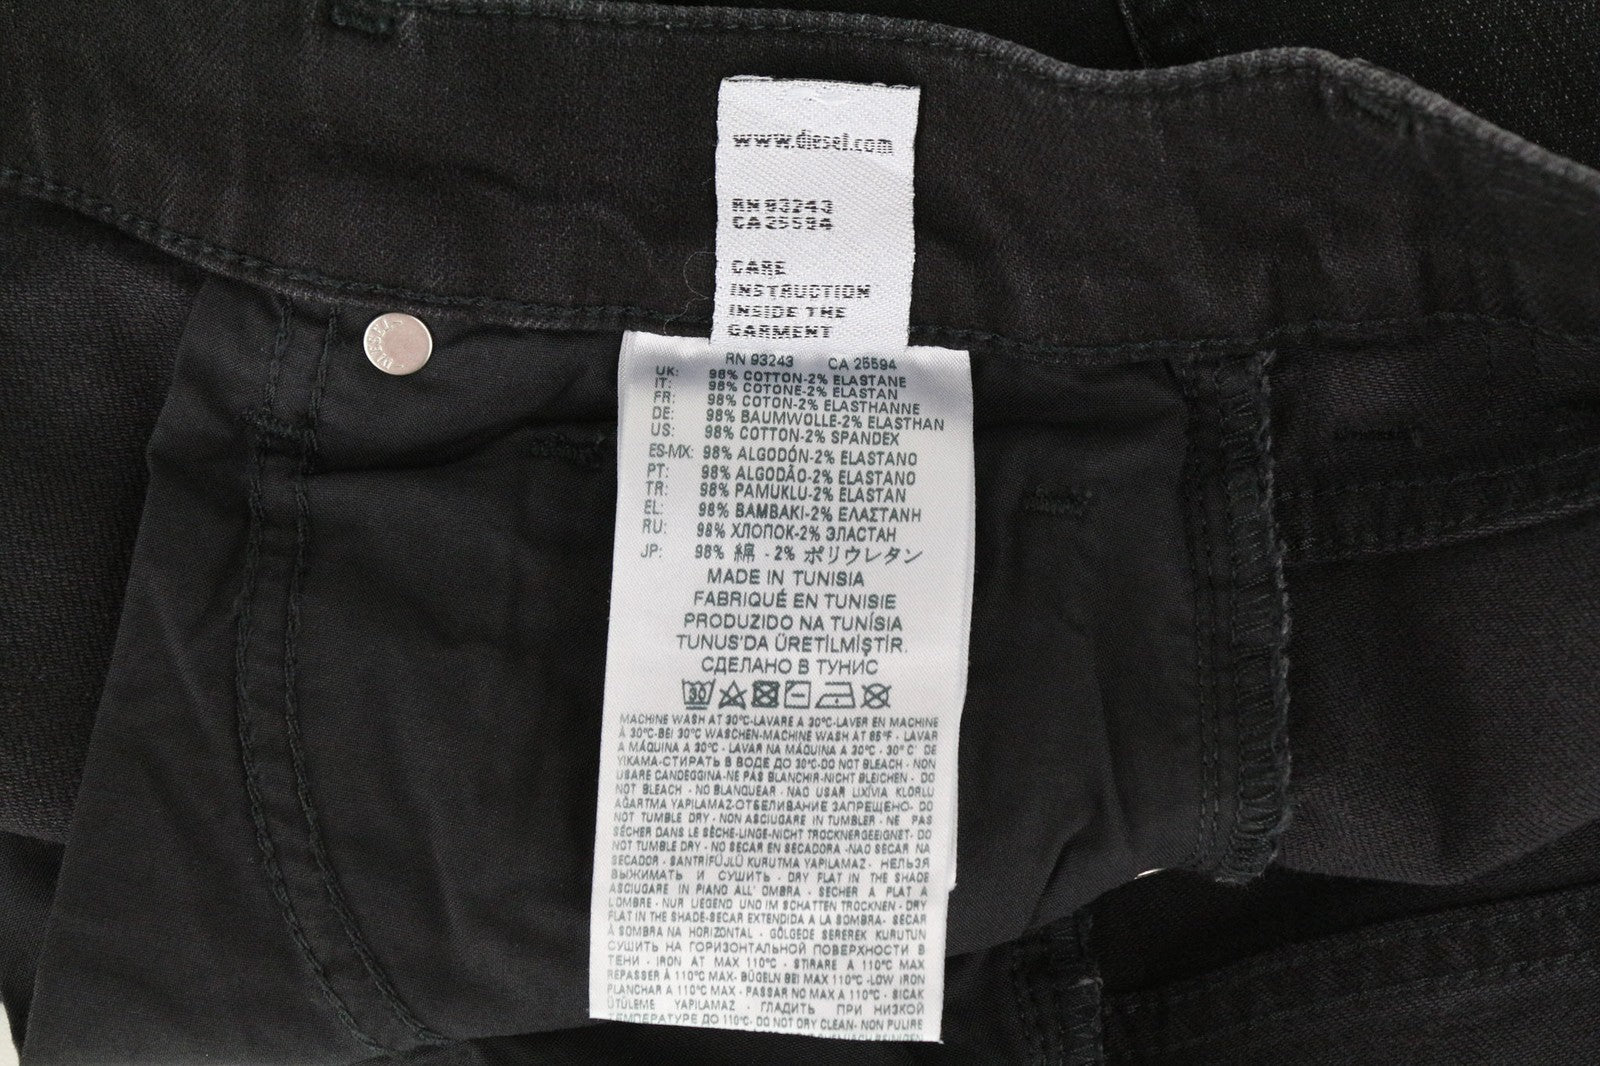 www.diesel.com
RN 93243
CA 25594
CARE
INSTRUCTION
INSIDE THE
GARMENT
DIESEL
RN 93243 CA 25594
UK: 98% COTTON-2% ELASTANE
IT: 98% COTONE-2% ELASTAN
FR: 98% COTON-2% ELASTHANNE
DE: 98% BAUMWOLLE-2% ELASTHAN
US: 98% COTTON-2% SPANDEX
ES-MX: 98% ALGODÓN-2% ELASTANO
PT: 98% ALGODÃO-2% ELASTANO
TR: 98% PAMUKLU-2% ELASTAN
EL: 98% ΒΑΜΒΑΚΙ-2% ΕΛΑΣΤΑΝΗ
RU: 98% ХЛОПОК-2% ЭЛАСТАН
JP: 98% 綿 - 2% ポリウレタン
MADE IN TUNISIA
FABRIQUÉ EN TUNISIE
PRODUZIDO NA TUNÍSIA
TUNUS'DA ÜRETİLMİŞTİR.
СДЕЛАНО В ТУНИС
30
MACHINE WASH AT 30°C-LAVARE A 30°C-LAVER EN MACHINE
À 30°C-BEI 30°C WASCHEN-MACHINE WASH AT 85°F - LAVAR
A MÁQUINA A 30°C - LAVAR NA MÁQUINA A 30°C - 30° C' DE
YIKAMA-СТИРАТЬ В ВОДЕ ДО 30°C-DO NOT BLEACH - NON
USARE CANDEGGINA-NE PAS BLANCHIR-NICHT BLEICHEN - DO
NOT BLEACH - NO BLANQUEAR - NAO USAR LIXÍVIA KLORLU
AĞARTMA YAPILAMAZ-ОТБЕЛИВАНИЕ ЗАПРЕЩЕНО- DO
NOT TUMBLE DRY - NON ASCIUGARE IN TUMBLER - NE PAS
SÉCHER DANS LE SÈCHE-LINGE-NICHT TROCKNERGEEIGNET- DO
NOT TUMBLE DRY - NO SECAR EN SECADORA -NAO SECAR NA
SECADOR - SANTRİFÜJLÜ KURUTMA YAPILAMAZ - НЕЛЬЗЯ
ВЫЖИМАТЬ И СУШИТЬ - DRY FLAT IN THE SHADE
ASCIUGARE IN PIANO ALL' OMBRA - SECHER A PLAT A
L'OMBRE - NUR LIEGEND UND IM SCHATTEN TROCKNEN - DRY
FLAT IN THE SHADE-SECAR EXTENDIDA A LA SOMBRA- SECAR
À SOMBRA NA HORIZONTAL - GÖLGEDE SEREREK KURUTUN
СУШИТЬ НА ГОРИЗОНТАЛЬНОЙ ПОВЕРХНОСТИ В
ТЕНИ - IRON AT MAX 110°C - STIRARE A 110°C MAX
REPASSER À 110°C MAX- BÜGELN BEI MAX 110°C -LOW IRON
PLANCHAR A 110°C MAX - PASSAR NO MAX A 110°C - SICAK
ÜTÜLEME YAPILAMAZ - ГЛАДИТЬ ПРИ НИЗКОЙ
ТЕМПЕРАТУРЕ ДО 110°C- DO NOT DRY CLEAN- NON PULIRE